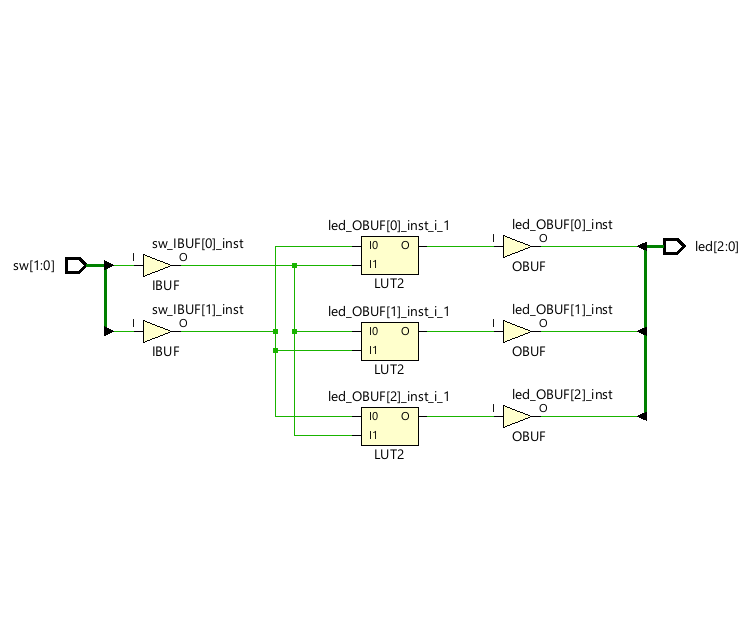 sw[1:0]
sw_IBUF[0]_inst
I
O
IBUF
sw_IBUF[1]_inst
I
O
IBUF
led_OBUF[0]_inst_i_1
I0
O
I1
LUT2
led_OBUF[1]_inst_i_1
I0
O
I1
LUT2
led_OBUF[2]_inst_i_1
I0
O
I1
LUT2
led_OBUF[0]_inst
I
O
OBUF
led_OBUF[1]_inst
I
O
OBUF
led_OBUF[2]_inst
I
O
OBUF
led[2:0]